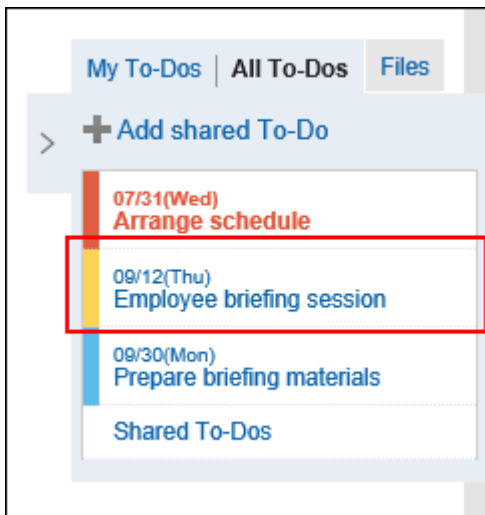 My To-Dos | All To-Dos Files
> 
Add shared To-Do
07/31(Wed)
Arrange schedule
09/12(Thu)
Employee briefing session
09/30(Mon)
Prepare briefing materials
Shared To-Dos